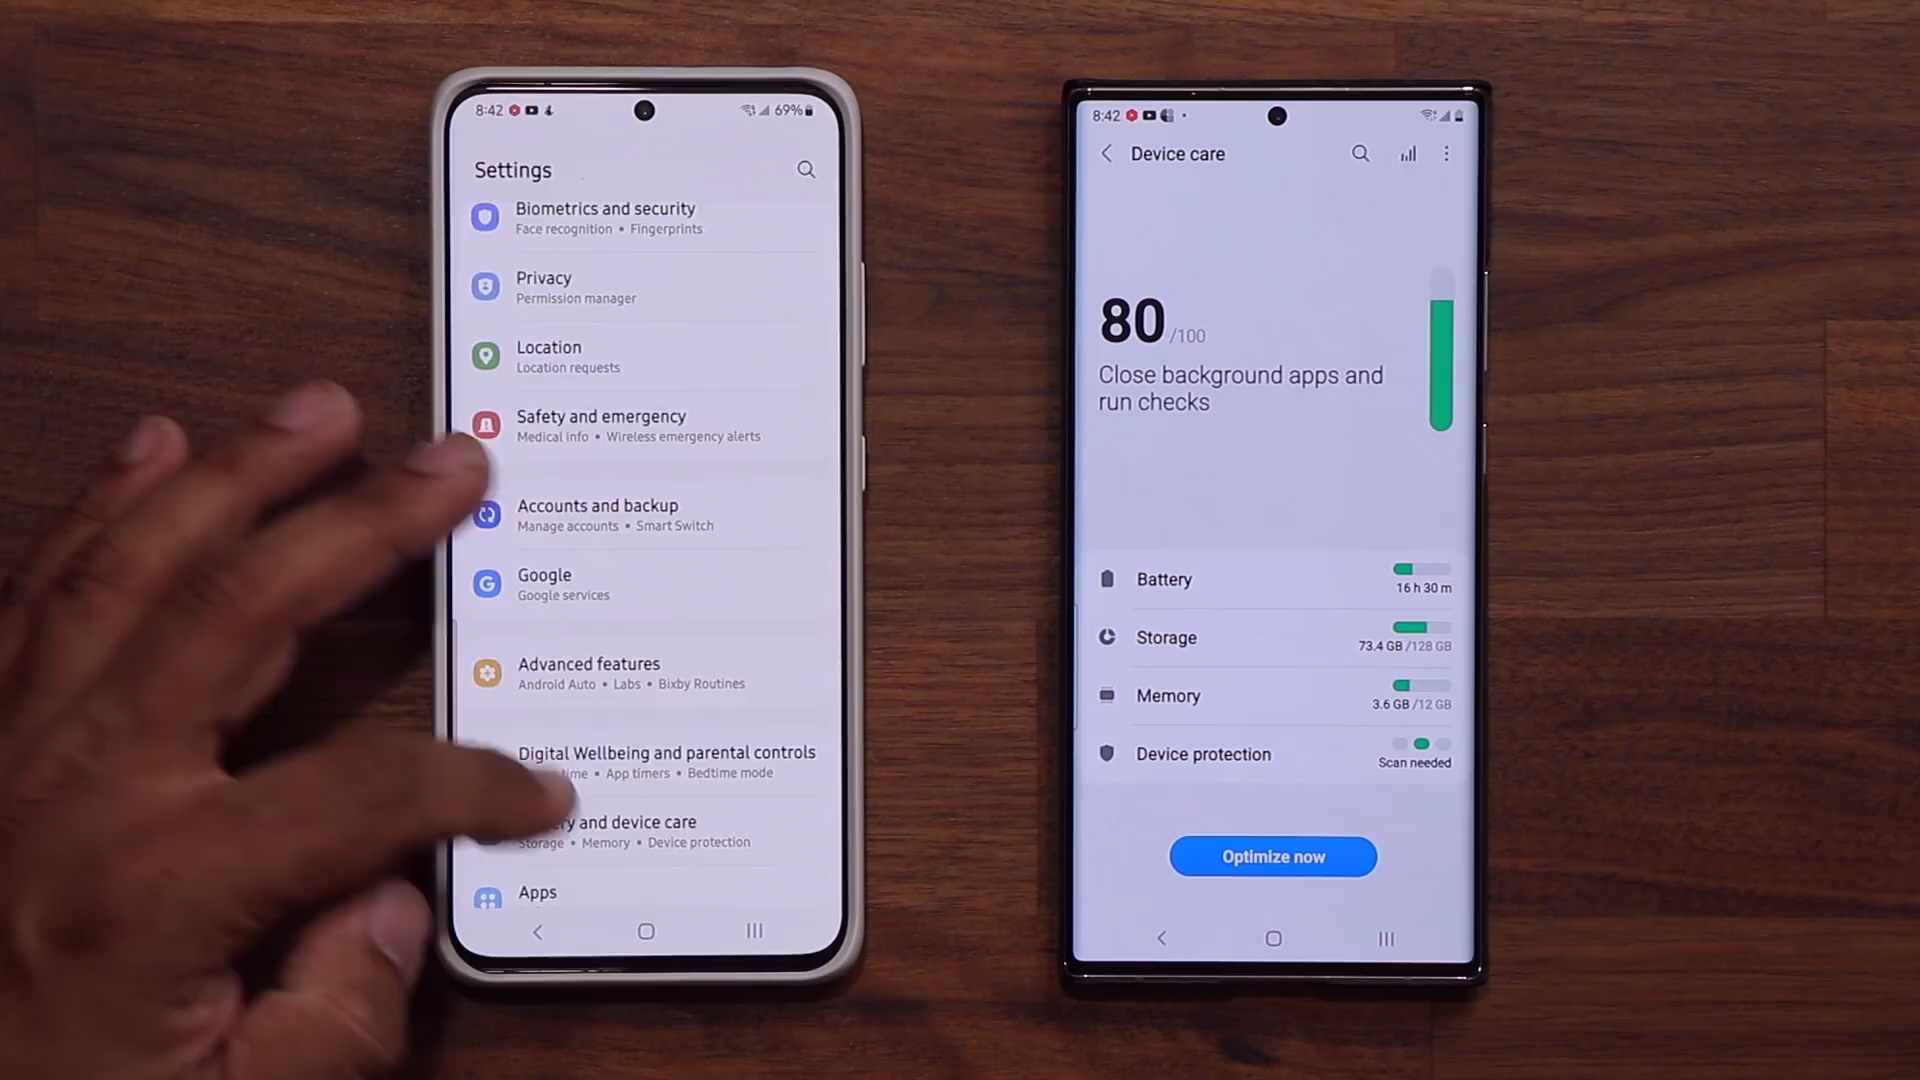 8:42
69%
Settings
Biometrics and security
Face recognition • Fingerprints
Privacy
Permission manager
Location
Location requests
Safety and emergency
Medical info • Wireless emergency alerts
Accounts and backup
Manage accounts • Smart Switch
Google
Google services
Advanced features
Android Auto • Labs • Bixby Routines
Digital Wellbeing and parental controls
time • App timers • Bedtime mode
and device care
Storage • Memory • Device protection
Apps
8:42
Device care
80 /100
Close background apps and
run checks
Battery
16 h 30 m
Storage
73.4 GB /128 GB
Memory
3.6 GB /12 GB
Device protection
Scan needed
Optimize now